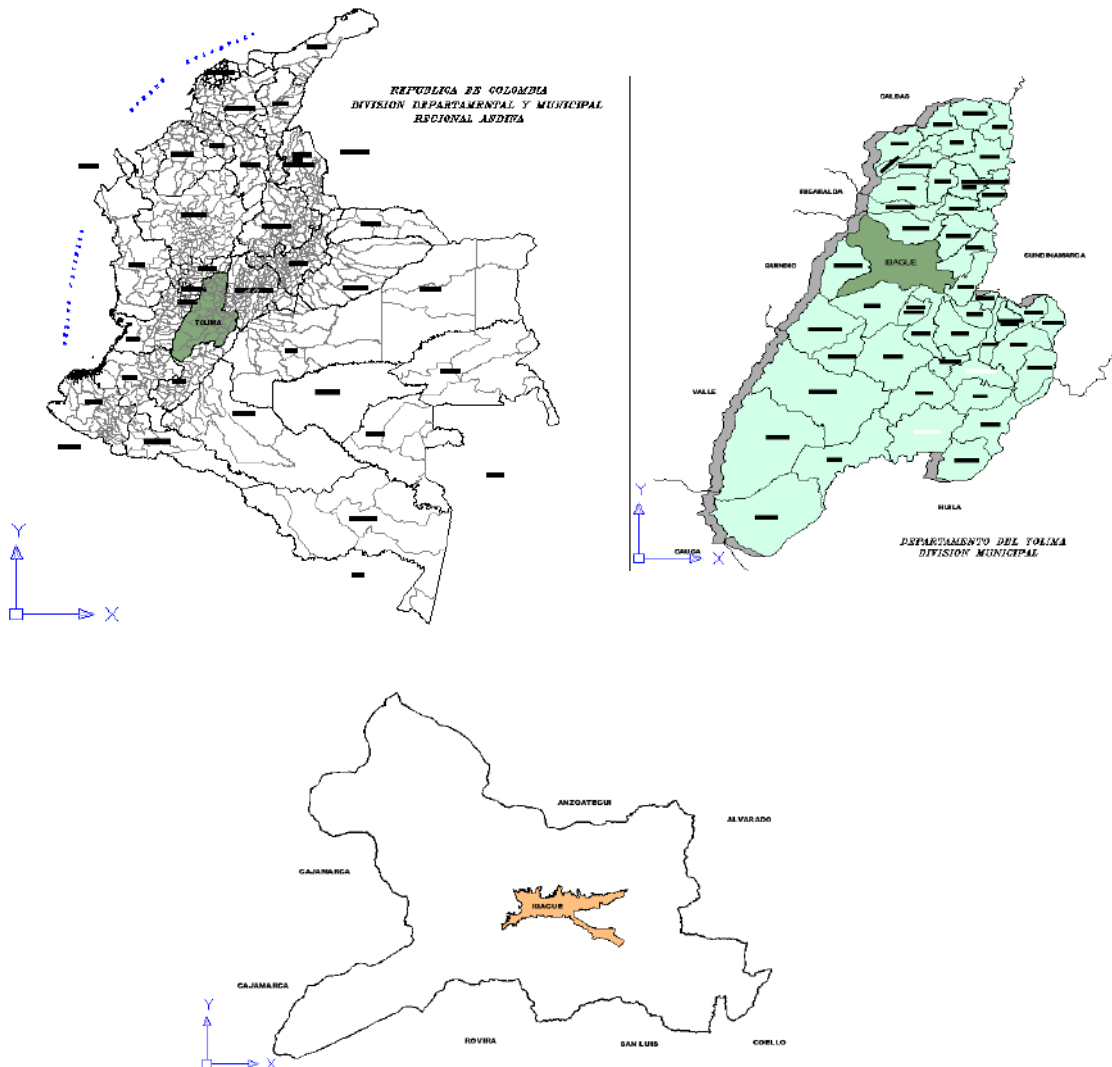 REPUBLICA DE COLOMBIA
DIVISION DEPARTAMENTAL Y MUNICIPAL
REGIONAL ANDINA
TOLIMA
Y
X
CALDAS
RISARALDA
QUINDIO
IBAGUE
CUNDINAMARCA
VALLE
HUILA
CAUCA
Y
X
DEPARTAMENTO DEL TOLIMA
DIVISION MUNICIPAL
ANZOATEGUI
ALVARADO
CAJAMARCA
IBAGUE
CAJAMARCA
ROVIRA
SAN LUIS
COELLO
Y
X